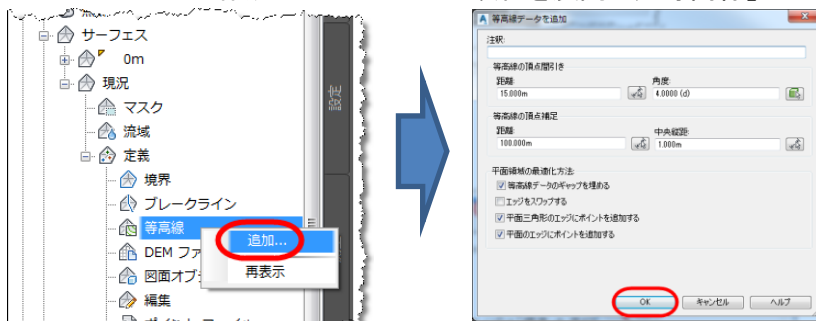 サーフェス
0m
現況
マスク
流域
定義
境界
ブレークライン
等高線
追加...
DEM ファ
再表示
図面オブ
編集
設定
等高線データを追加
注釈:
等高線の頂点間引き
距離:
角度:
15.000m
4.0000 (d)
等高線の頂点補足
距離:
中央縦距:
100.000m
1.000m
平面領域の最適化方法:
等高線データのギャップを埋める
エッジをスワップする
平面三角形のエッジにポイントを追加する
平面のエッジにポイントを追加する
OK
キャンセル
ヘルプ